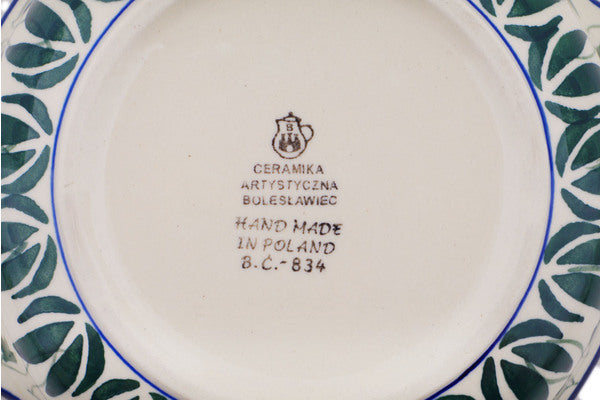 B
CERAMIKA
ARTYSTYCZNA
BOLESŁAWIEC
HAND MADE
IN POLAND
B.C.-834